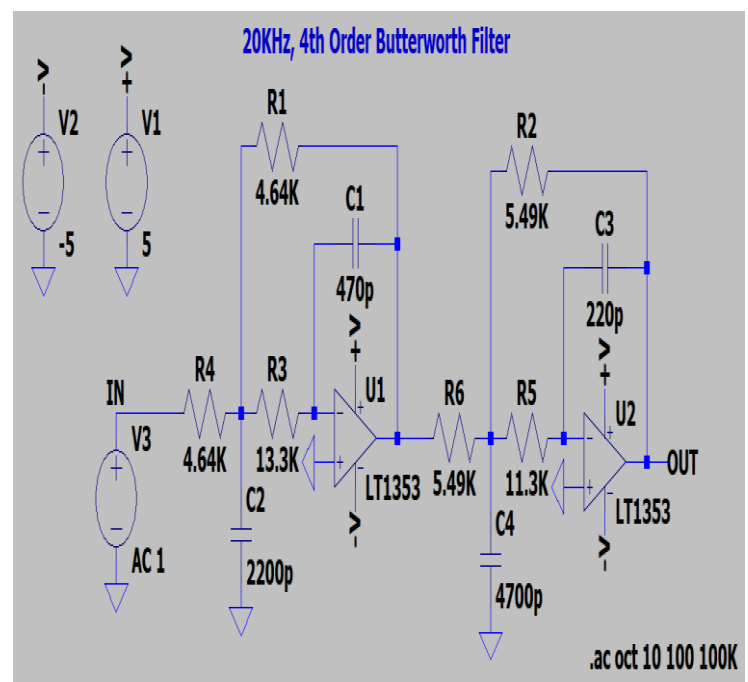 20KHz, 4th Order Butterworth Filter
V-
V+
V2
V1
-5
5
R1
4.64K
C1
470p
R2
5.49K
C3
220p
V+
V+
IN
R4
4.64K
R3
13.3K
U1
LT1353
R6
5.49K
R5
11.3K
U2
LT1353
OUT
V3
AC 1
C2
2200p
V-
C4
4700p
V-
.ac oct 10 100 100K